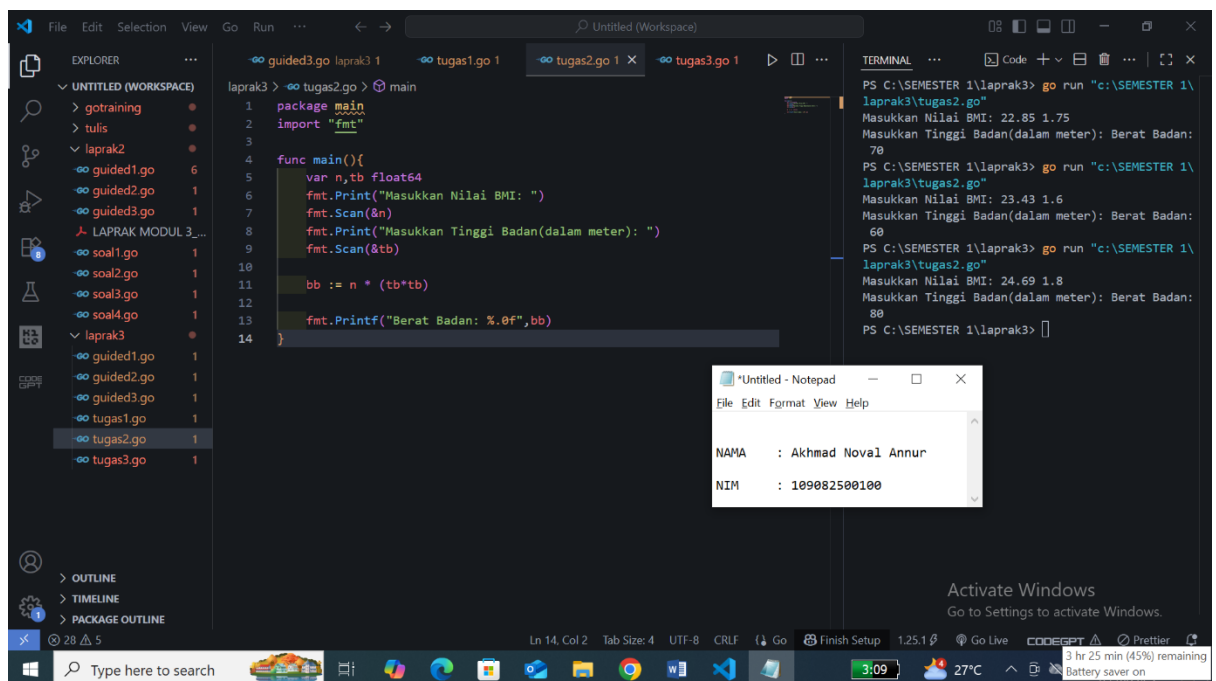 File Edit Selection View Go Run ··· Untitled (Workspace)
EXPLORER ···
UNTITLED (WORKSPACE)
gotraining
tulis
laprak2
guided1.go 6
guided2.go 1
guided3.go 1
LAPRAK MODUL 3_...
soal1.go 1
soal2.go 1
soal3.go 1
soal4.go 1
laprak3
guided1.go 1
guided2.go 1
guided3.go 1
tugas1.go 1
tugas2.go 1
tugas3.go 1
OUTLINE
TIMELINE
PACKAGE OUTLINE
guided3.go laprak3 1 tugas1.go 1 tugas2.go 1 tugas3.go 1
laprak3 > tugas2.go > main
1 package main
2 import "fmt"
3
4 func main(){
5 var n,tb float64
6 fmt.Print("Masukkan Nilai BMI: ")
7 fmt.Scan(&n)
8 fmt.Print("Masukkan Tinggi Badan(dalam meter): ")
9 fmt.Scan(&tb)
10
11 bb := n * (tb*tb)
12
13 fmt.Printf("Berat Badan: %.0f",bb)
14 }
TERMINAL ··· Code
PS C:\SEMESTER 1\laprak3> go run "c:\SEMESTER 1\
laprak3\tugas2.go"
Masukkan Nilai BMI: 22.85 1.75
Masukkan Tinggi Badan(dalam meter): Berat Badan:
70
PS C:\SEMESTER 1\laprak3> go run "c:\SEMESTER 1\
laprak3\tugas2.go"
Masukkan Nilai BMI: 23.43 1.6
Masukkan Tinggi Badan(dalam meter): Berat Badan:
60
PS C:\SEMESTER 1\laprak3> go run "c:\SEMESTER 1\
laprak3\tugas2.go"
Masukkan Nilai BMI: 24.69 1.8
Masukkan Tinggi Badan(dalam meter): Berat Badan:
80
PS C:\SEMESTER 1\laprak3>
*Untitled - Notepad
File Edit Format View Help
NAMA : Akhmad Noval Annur
NIM : 109082500100
Activate Windows
Go to Settings to activate Windows.
28 5 Ln 14, Col 2 Tab Size: 4 UTF-8 CRLF Go Finish Setup 1.25.1 Go Live CODEGPT Prettier
3 hr 25 min (45%) remaining
Battery saver on
Type here to search 3:09 27°C